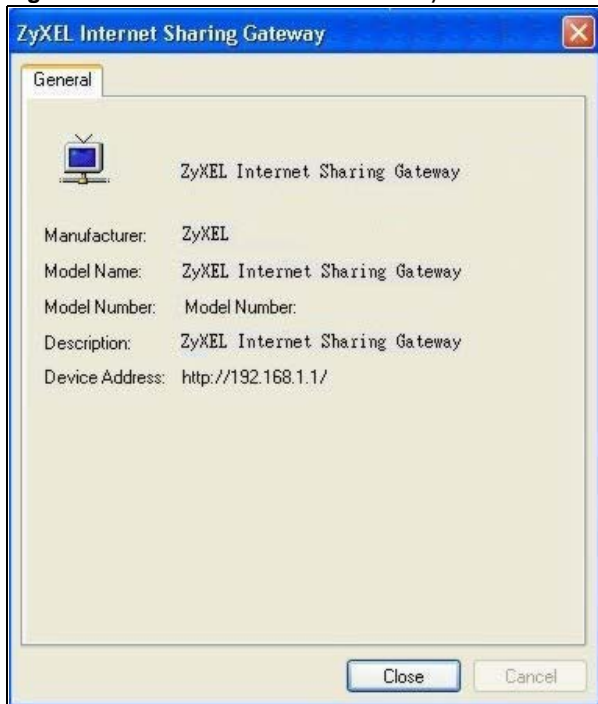 ZyXEL Internet Sharing Gateway
General
ZyXEL Internet Sharing Gateway
Manufacturer: ZyXEL
Model Name: ZyXEL Internet Sharing Gateway
Model Number: Model Number:
Description: ZyXEL Internet Sharing Gateway
Device Address: http://192.168.1.1/
Close Cancel